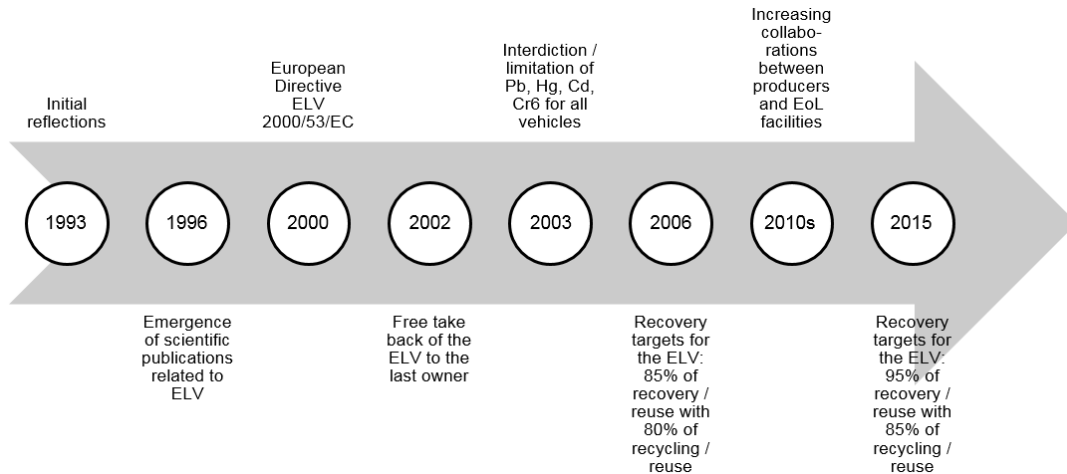 Initial
reflections
European
Directive
ELV
2000/53/EC
Interdiction /
limitation of
Pb, Hg, Cd,
Cr6 for all
vehicles
Increasing
collabo-
rations
between
producers
and EoL
facilities
1993
1996
2000
2002
2003
2006
2010s
2015
Emergence
of scientific
publications
related to
ELV
Free take
back of the
ELV to the
last owner
Recovery
targets for
the ELV:
85% of
recovery /
reuse with
80% of
recycling /
reuse
Recovery
targets for
the ELV:
95% of
recovery /
reuse with
85% of
recycling /
reuse